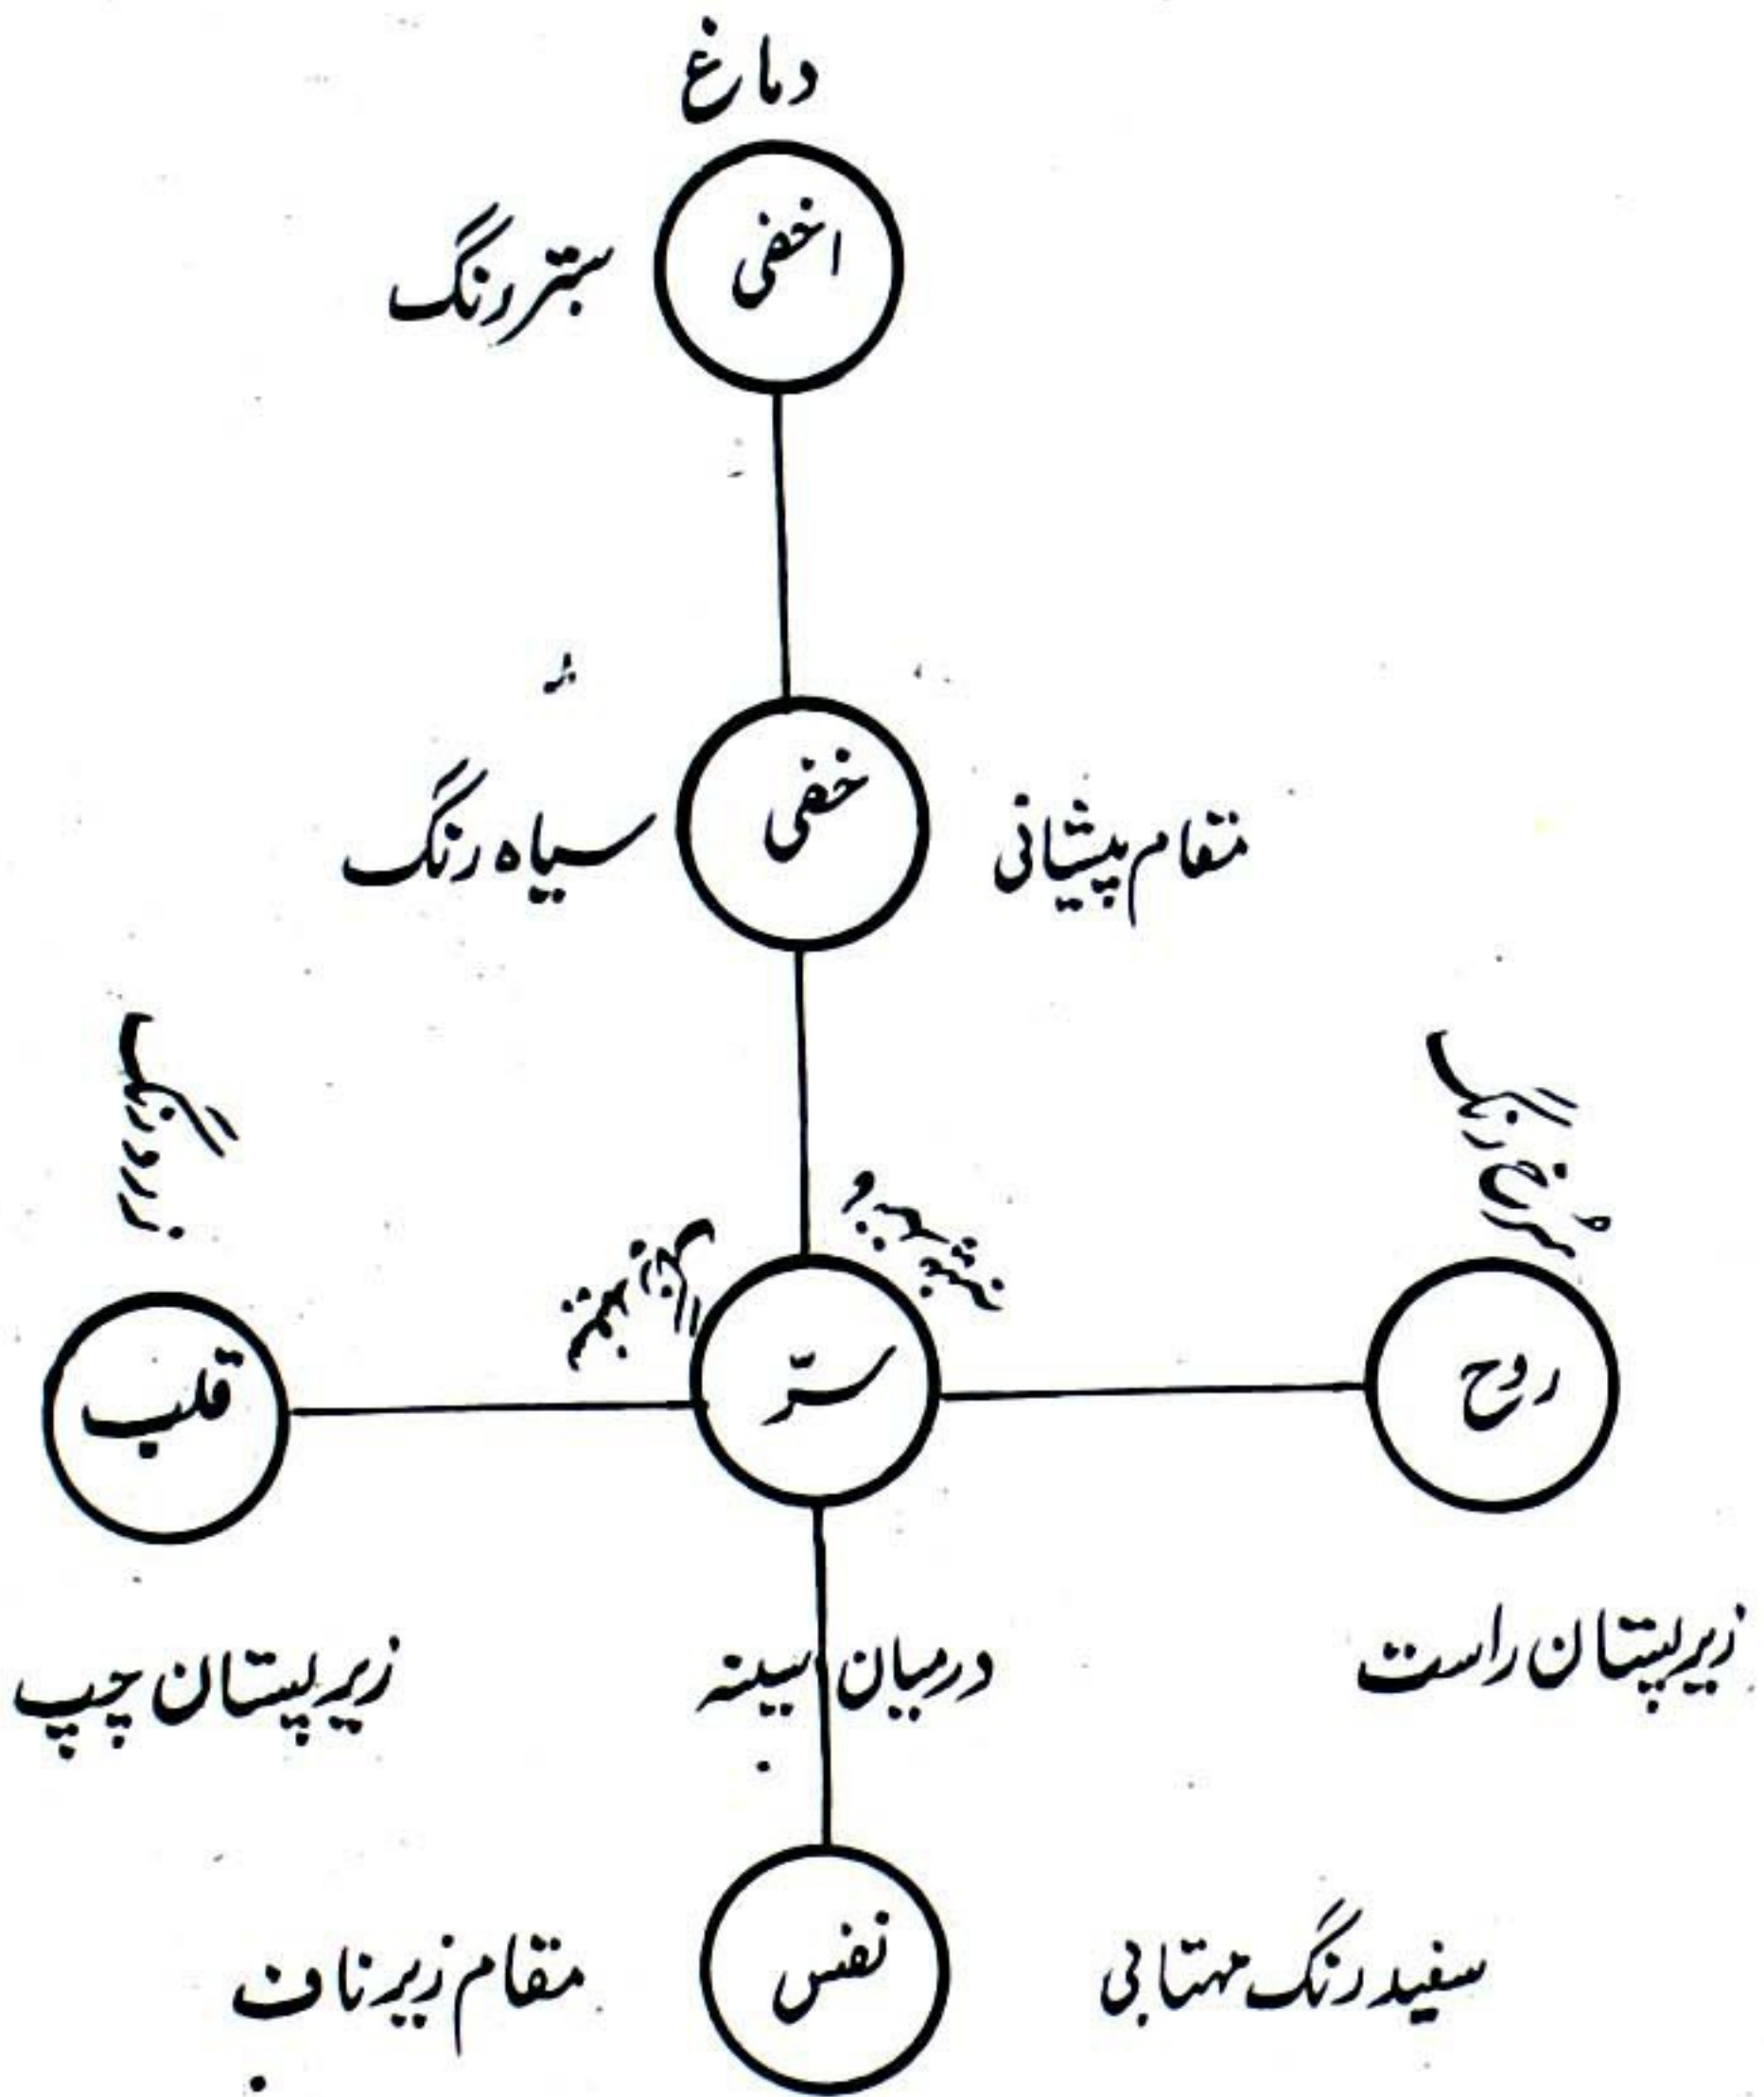 دماغ
اخفی
سبز رنگ
خفی
مقام پیشانی
سیاہ رنگ
سرخ رنگ
زرد رنگ
روح
سرّ
قلب
زیر پستان راست
درمیان سینہ
زیر پستان چپ
سفید رنگ مہتابی
نفس
مقام زیر ناف